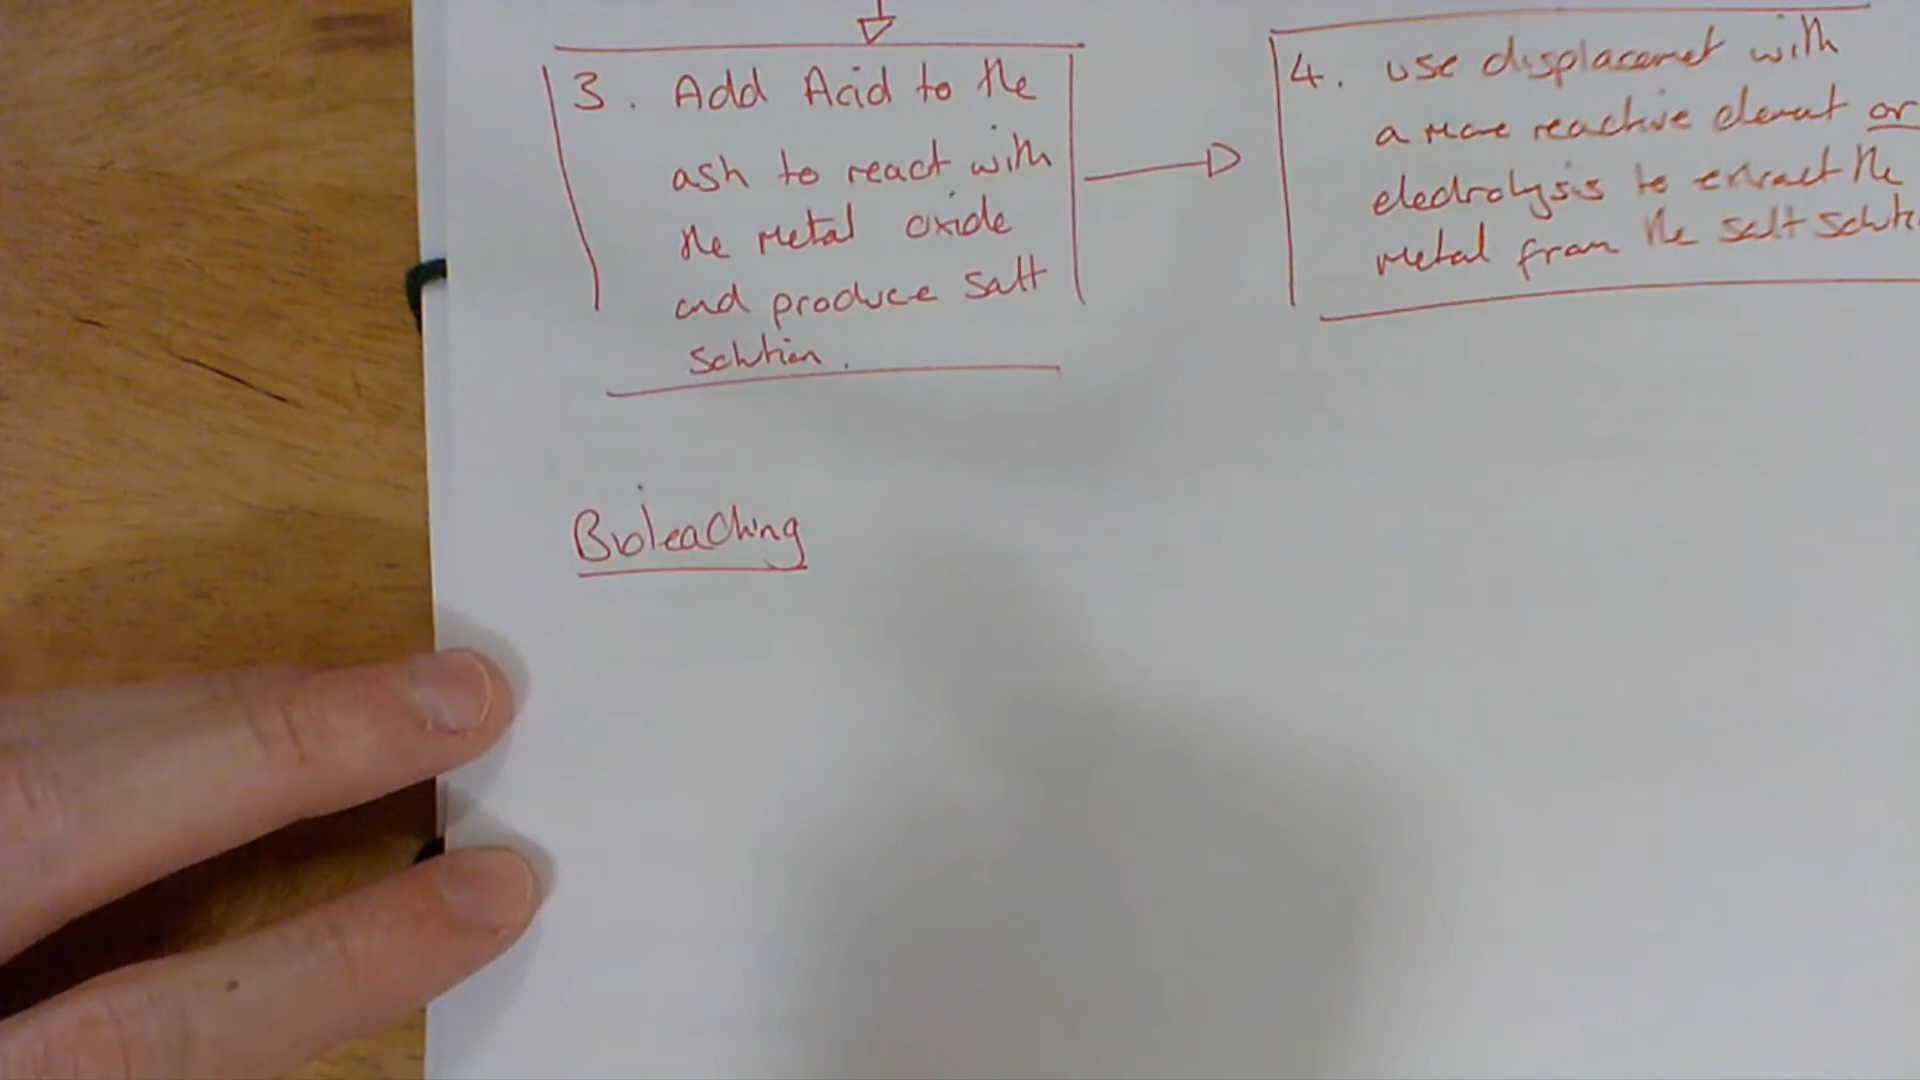 3. Add Acid to the
ash to react with
the metal oxide
and produce salt
solution.
4. use displacemet with
a more reactive element or
electrolysis to extract the
metal from the salt soluti
Bioleaching